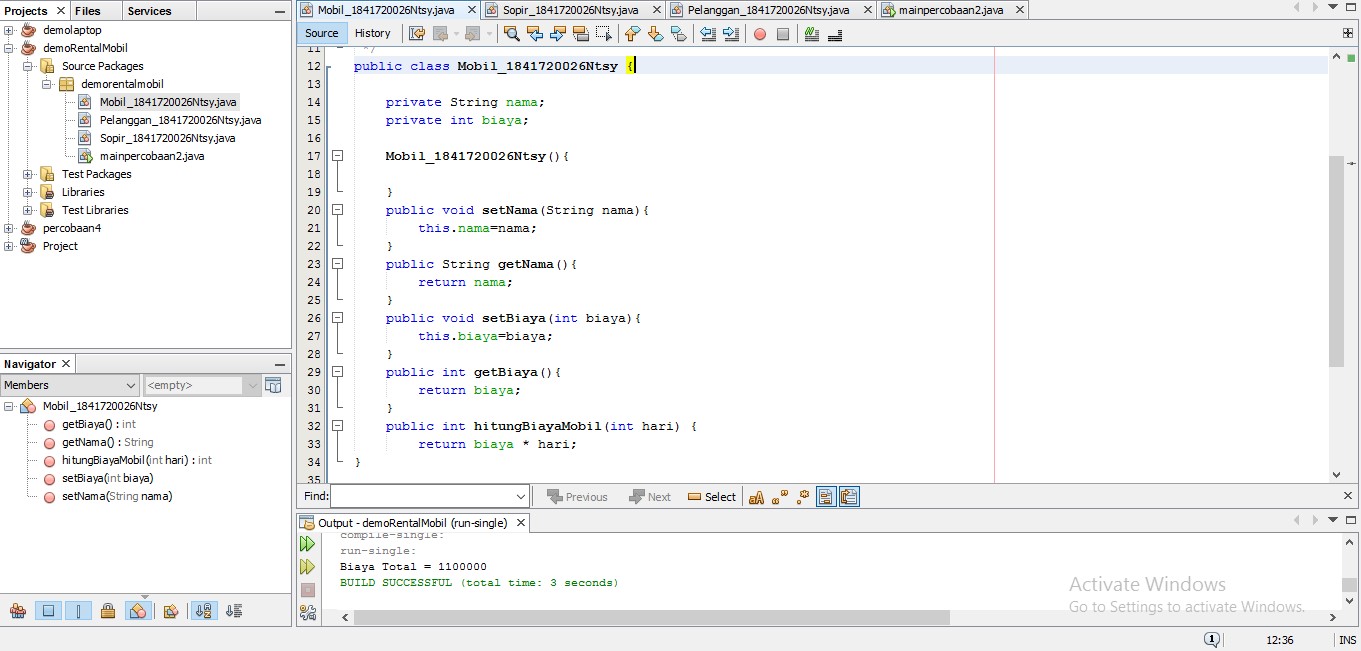 Projects Files Services
demolaptop
demoRentalMobil
Source Packages
demorentalmobil
Mobil_1841720026Ntsy.java
Pelanggan_1841720026Ntsy.java
Sopir_1841720026Ntsy.java
mainpercobaan2.java
Test Packages
Libraries
Test Libraries
percobaan4
Project
Navigator
Members <empty>
Mobil_1841720026Ntsy
getBiaya() : int
getNama() : String
hitungBiayaMobil(int hari) : int
setBiaya(int biaya)
setNama(String nama)
Mobil_1841720026Ntsy.java Sopir_1841720026Ntsy.java Pelanggan_1841720026Ntsy.java mainpercobaan2.java
Source History
11 */
12 public class Mobil_1841720026Ntsy {
13
14 private String nama;
15 private int biaya;
16
17 Mobil_1841720026Ntsy(){
18
19 }
20 public void setNama(String nama){
21 this.nama=nama;
22 }
23 public String getNama(){
24 return nama;
25 }
26 public void setBiaya(int biaya){
27 this.biaya=biaya;
28 }
29 public int getBiaya(){
30 return biaya;
31 }
32 public int hitungBiayaMobil(int hari) {
33 return biaya * hari;
34 }
35
Find: Previous Next Select
Output - demoRentalMobil (run-single)
compile-single:
run-single:
Biaya Total = 1100000
BUILD SUCCESSFUL (total time: 3 seconds)
Activate Windows
Go to Settings to activate Windows.
1 12:36 INS